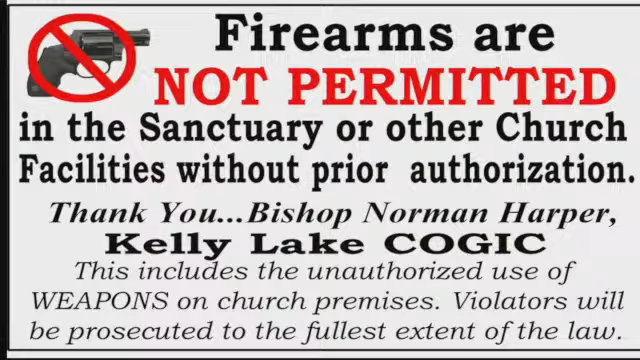 Firearms are
NOT PERMITTED
in the Sanctuary or other Church
Facilities without prior authorization.
Thank You...Bishop Norman Harper,
Kelly Lake COGIC
This includes the unauthorized use of
WEAPONS on church premises. Violators will
be prosecuted to the fullest extent of the law.